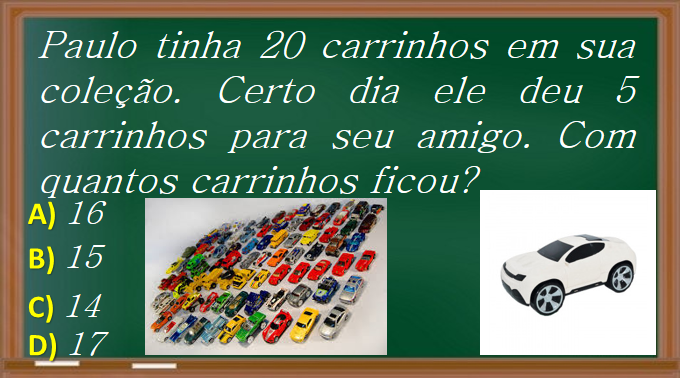 Paulo tinha 20 carrinhos em sua
coleção. Certo dia ele deu 5
carrinhos para seu amigo. Com
quantos carrinhos ficou?
A) 16
B) 15
C) 14
D) 17